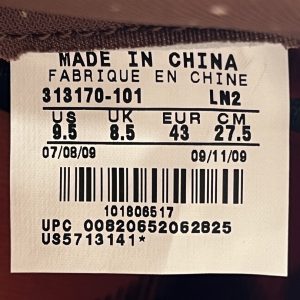 MADE IN CHINA
FABRIQUE EN CHINE
313170-101 LN2
US UK EUR CM
9.5 8.5 43 27.5
07/08/09 09/11/09
101806517
UPC 00820652062825
US5713141*